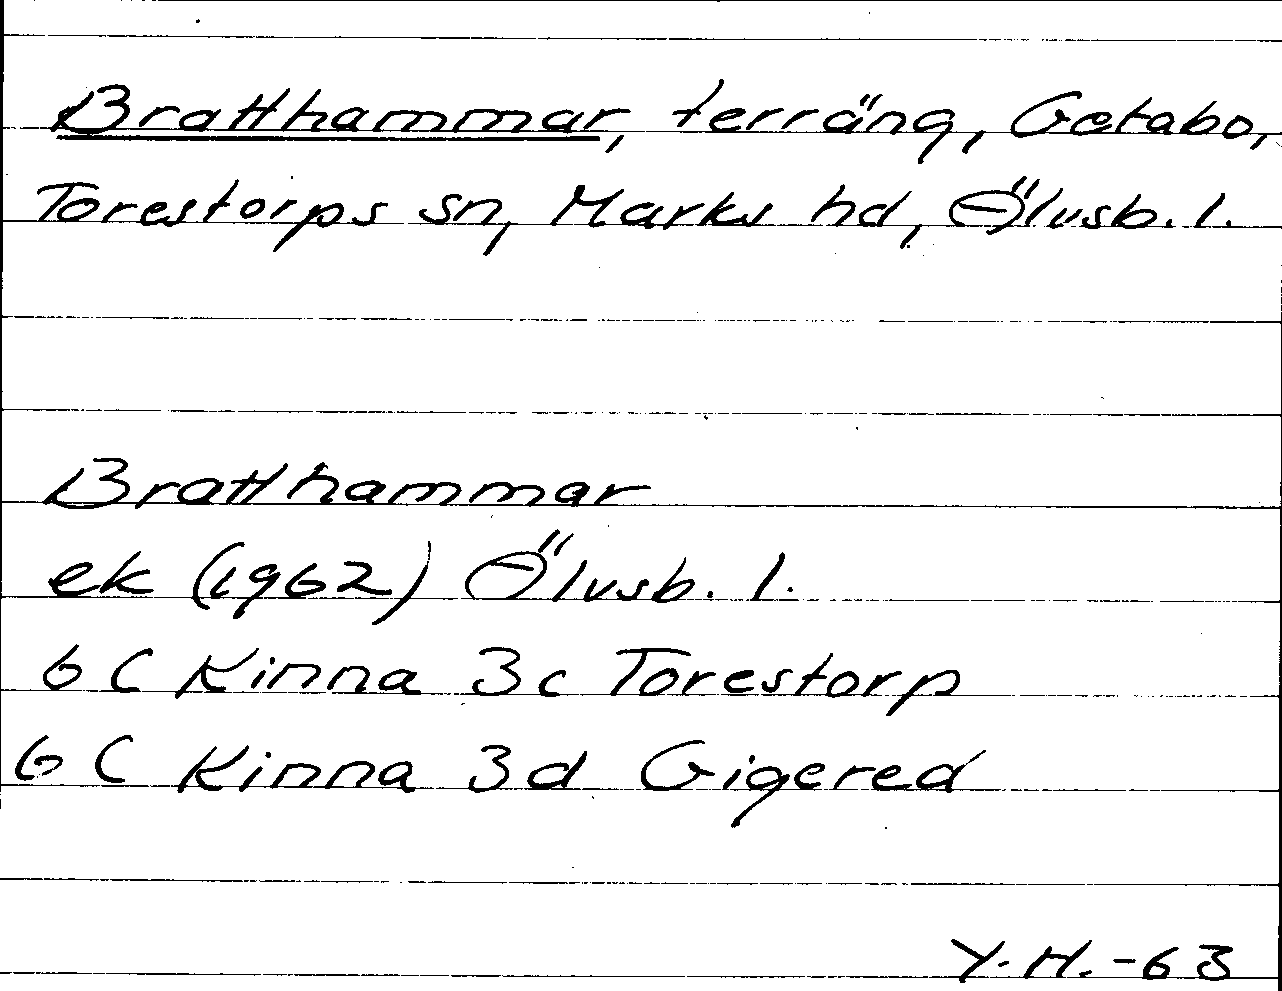 Bratthammar, terräng, Getabo,
Torestorps sn, Marks hd, Älvsb. l.
Bratthammar
ek (1962) Älvsb. l.
6 C Kinna 3c Torestorp
6 C Kinna 3d Gigered
Y.H.-63